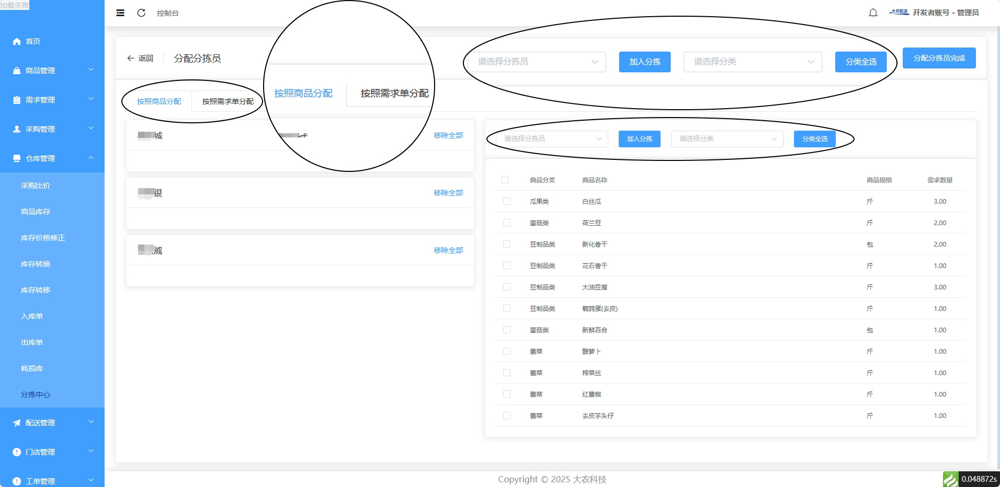 加载失败
控制台
开发者账号 - 管理员
首页
商品管理
需求管理
采购管理
仓库管理
采购比价
商品库存
库存价格修正
库存转换
库存转移
入库单
出库单
耗损库
分拣中心
配送管理
门店管理
工单管理
返回
分配分拣员
请选择分拣员
加入分拣
请选择分类
分类全选
分配分拣员完成
按照商品分配
按照需求单分配
按照商品分配
按照需求单分配
城
移除全部
银
移除全部
威
移除全部
请选择分拣员
加入分拣
请选择分类
分类全选
商品分类 商品名称 商品规格 需求数量
瓜果类 白丝瓜 斤 3.00
菌菇类 荷兰豆 斤 2.00
豆制品类 新化香干 包 2.00
豆制品类 花石香干 斤 1.00
豆制品类 大油豆腐 斤 3.00
豆制品类 鹌鹑蛋(去皮) 斤 1.00
菌菇类 新鲜百合 包 1.00
酱菜 酸萝卜 斤 1.00
酱菜 榨菜丝 斤 1.00
酱菜 红酱椒 斤 1.00
酱菜 去皮芋头仔 斤 1.00
Copyright © 2025 大农科技
0.048872s